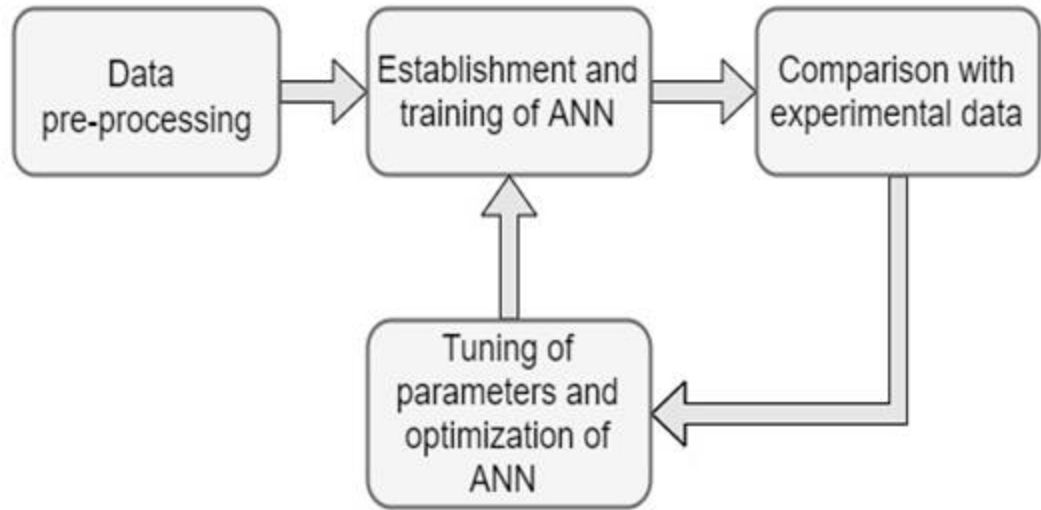 Data
pre-processing
Establishment and
training of ANN
Comparison with
experimental data
Tuning of
parameters and
optimization of
ANN